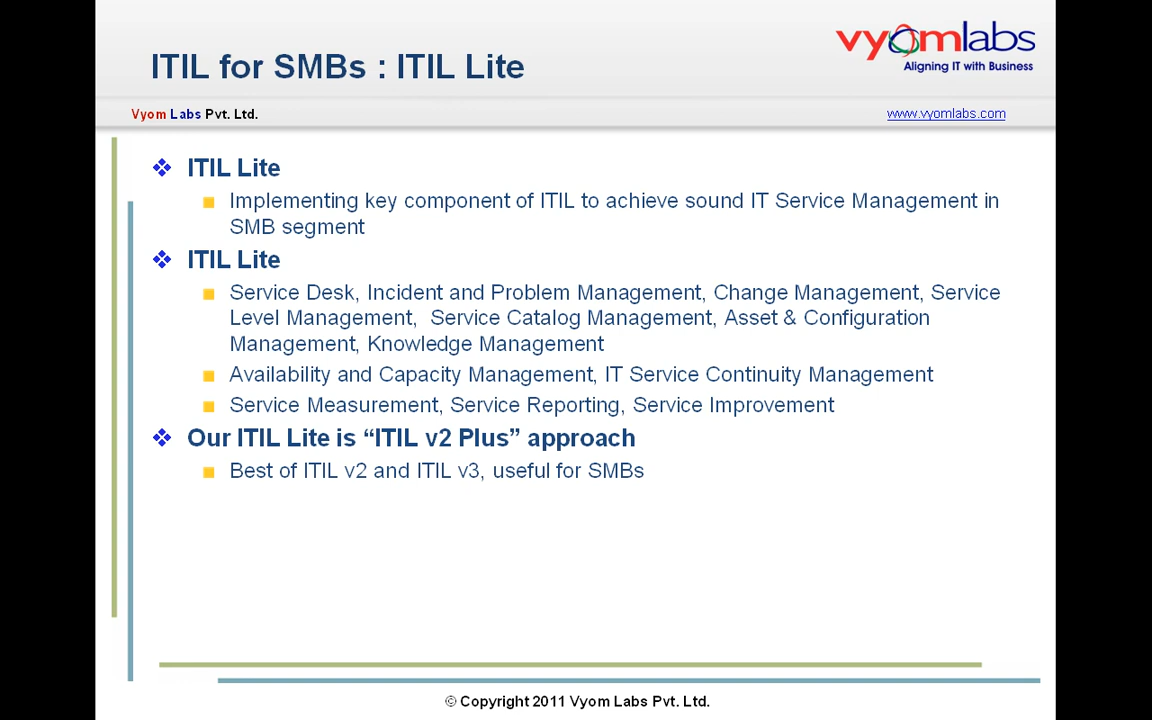 ITIL for SMBs : ITIL Lite
vyomlabs
Aligning IT with Business
Vyom Labs Pvt. Ltd.
www.vyomlabs.com
ITIL Lite
Implementing key component of ITIL to achieve sound IT Service Management in
SMB segment
ITIL Lite
Service Desk, Incident and Problem Management, Change Management, Service
Level Management, Service Catalog Management, Asset & Configuration
Management, Knowledge Management
Availability and Capacity Management, IT Service Continuity Management
Service Measurement, Service Reporting, Service Improvement
Our ITIL Lite is “ITIL v2 Plus” approach
Best of ITIL v2 and ITIL v3, useful for SMBs
© Copyright 2011 Vyom Labs Pvt. Ltd.